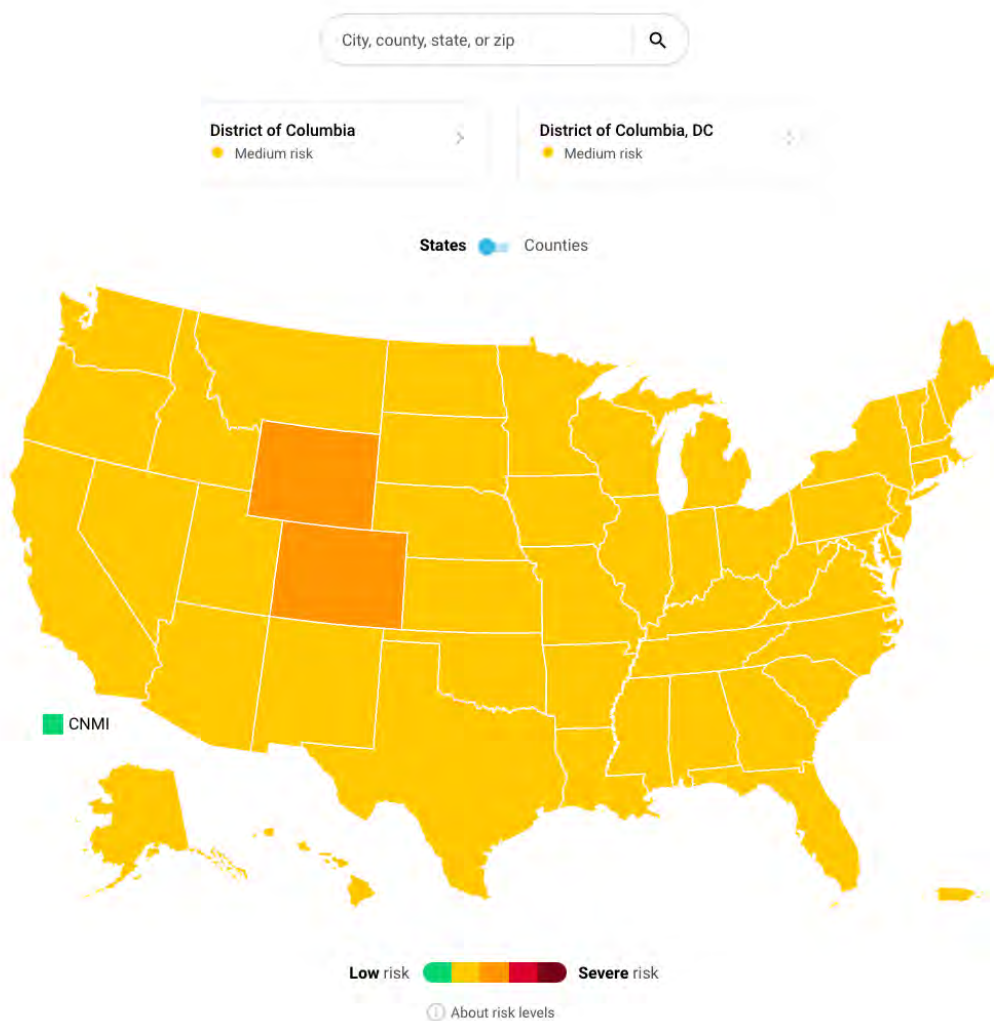 City, county, state, or zip
District of Columbia
Medium risk
District of Columbia, DC
Medium risk
States Counties
CNMI
Low risk Severe risk
About risk levels